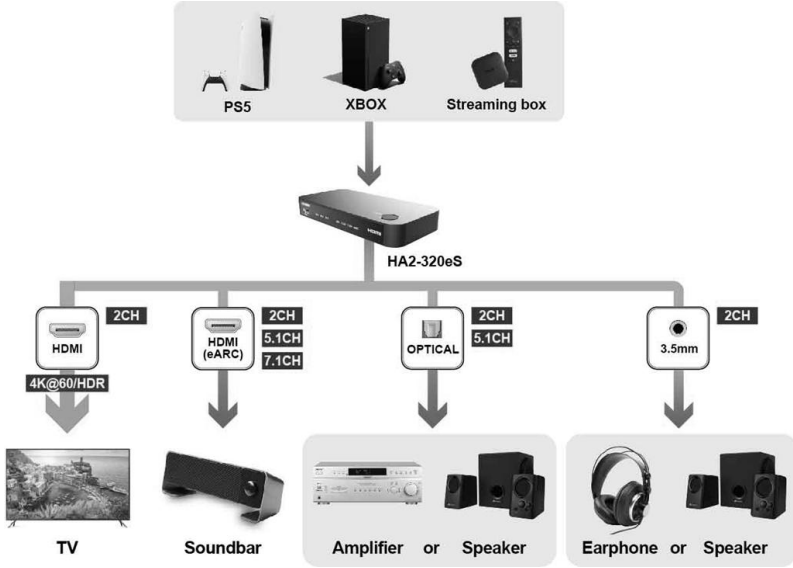 PS5
XBOX
Streaming box
HA2-320eS
HDMI
2CH
4K@60/HDR
HDMI
(eARC)
2CH
5.1CH
7.1CH
OPTICAL
2CH
5.1CH
3.5mm
2CH
TV
Soundbar
Amplifier or Speaker
Earphone or Speaker